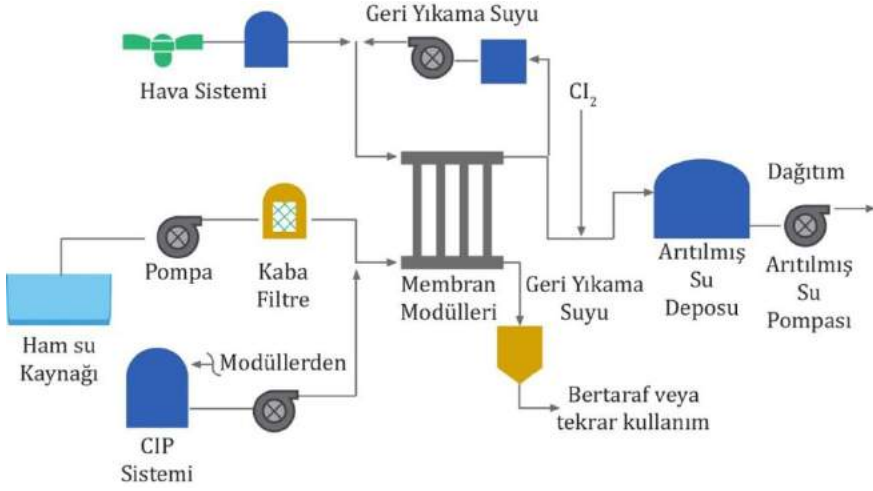 Geri Yıkama Suyu
Hava Sistemi
CI₂
Dağıtım
Pompa
Kaba
Filtre
Membran
Modülleri
Geri Yıkama
Suyu
Arıtılmış
Su
Deposu
Arıtılmış
Su
Pompası
Ham su
Kaynağı
Modüllerden
CIP
Sistemi
Bertaraf veya
tekrar kullanım